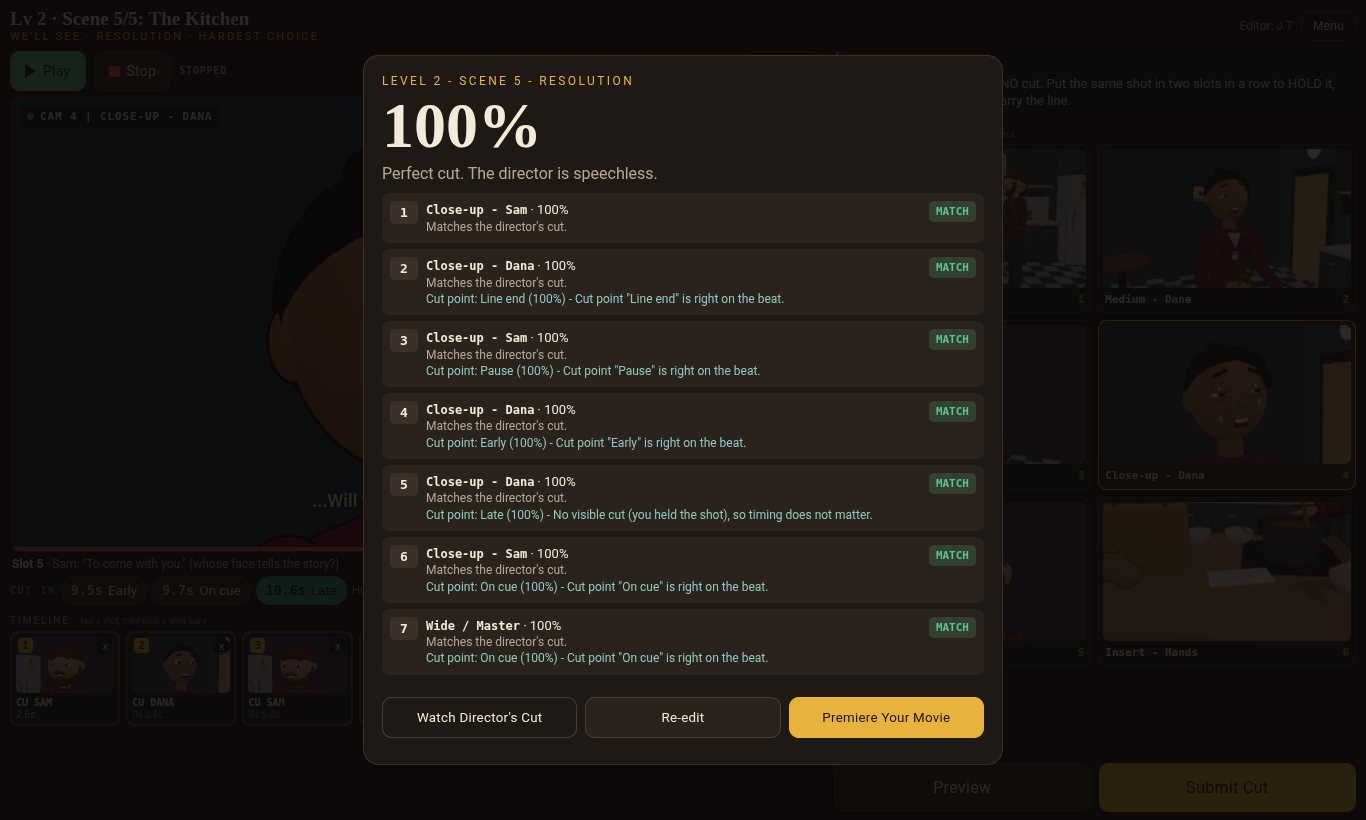 Lv 2 · Scene 5/5: The Kitchen
WE'LL SEE - RESOLUTION - HARDEST CHOICE
Editor: J T
Menu
Play
Stop
STOPPED
CAM 4 | CLOSE-UP - DANA
...Will
Slot 5 · Sam: "To come with you." (whose face tells the story?)
CUT IN
9.5s Early
9.7s On cue
10.6s Late
TIMELINE
tap a slot, then pick a shot card
1
x
CU SAM
2.6s
2
x
CU DANA
IN 2.5s
3
x
CU SAM
IN 5.0s
LEVEL 2 - SCENE 5 - RESOLUTION
100%
Perfect cut. The director is speechless.
1
Close-up - Sam · 100%
MATCH
Matches the director's cut.
2
Close-up - Dana · 100%
MATCH
Matches the director's cut.
Cut point: Line end (100%) - Cut point "Line end" is right on the beat.
3
Close-up - Sam · 100%
MATCH
Matches the director's cut.
Cut point: Pause (100%) - Cut point "Pause" is right on the beat.
4
Close-up - Dana · 100%
MATCH
Matches the director's cut.
Cut point: Early (100%) - Cut point "Early" is right on the beat.
5
Close-up - Dana · 100%
MATCH
Matches the director's cut.
Cut point: Late (100%) - No visible cut (you held the shot), so timing does not matter.
6
Close-up - Sam · 100%
MATCH
Matches the director's cut.
Cut point: On cue (100%) - Cut point "On cue" is right on the beat.
7
Wide / Master · 100%
MATCH
Matches the director's cut.
Cut point: On cue (100%) - Cut point "On cue" is right on the beat.
Watch Director's Cut
Re-edit
Premiere Your Movie
NO cut. Put the same shot in two slots in a row to HOLD it,
the line.
1
Medium - Dana
2
3
Close-up - Dana
4
5
Insert - Hands
6
Preview
Submit Cut